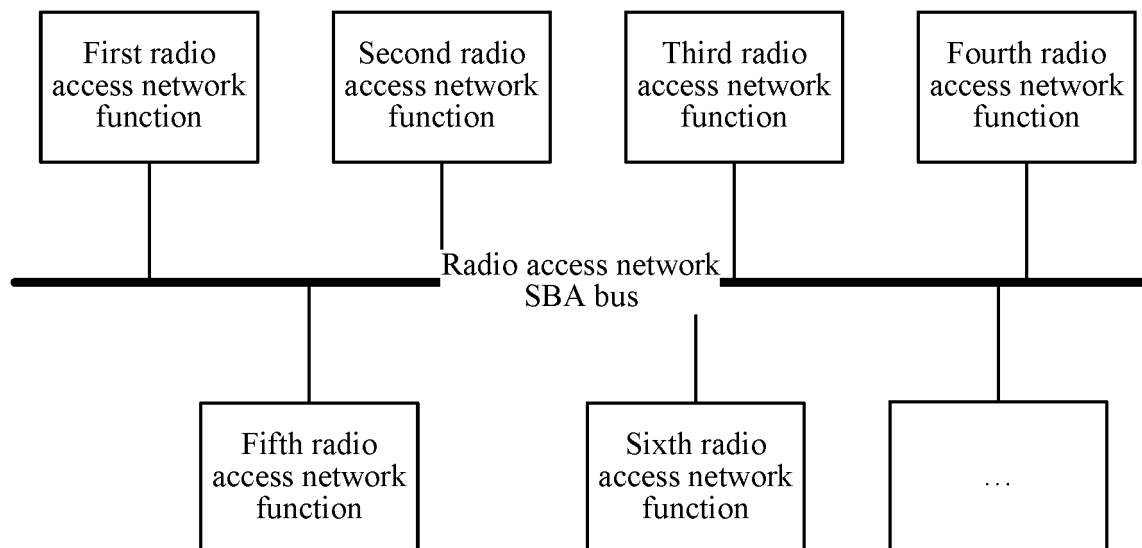 First radio
access network
function
Second radio
access network
function
Third radio
access network
function
Fourth radio
access network
function
Radio access network
SBA bus
Fifth radio
access network
function
Sixth radio
access network
function
...